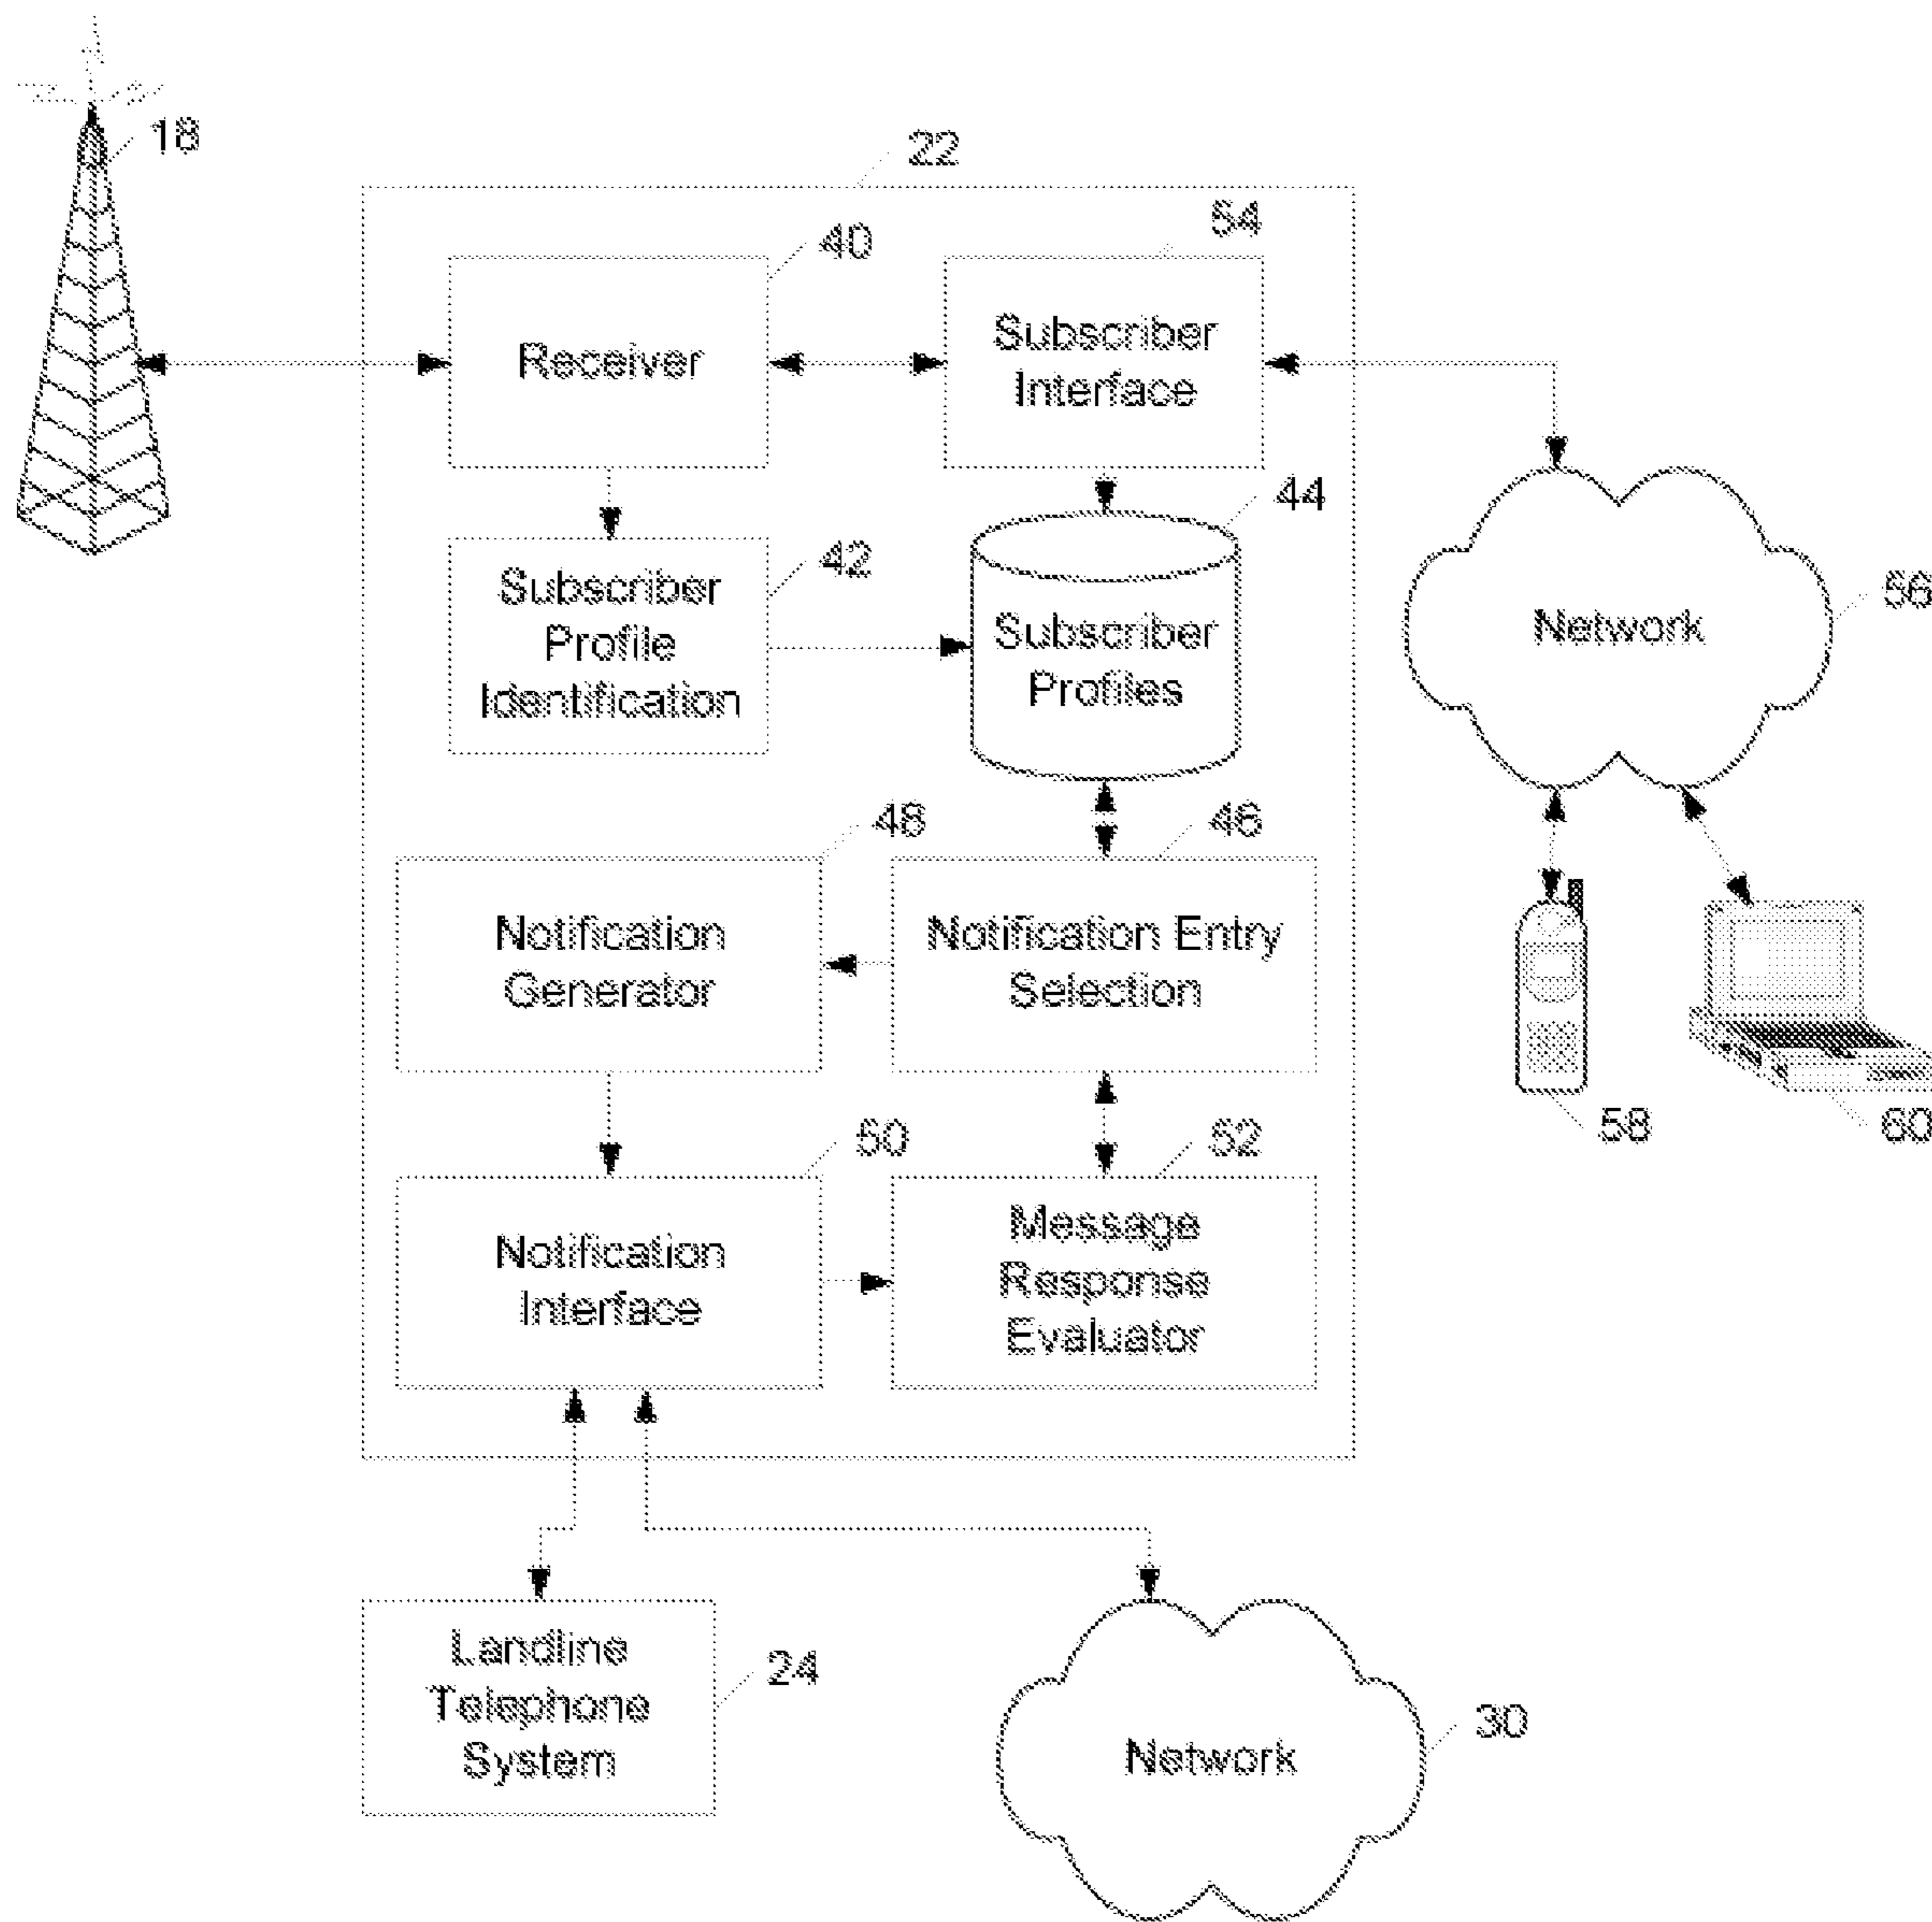 18
22
40
54
Receiver
Subscriber
Interface
44
42
Subscriber
Profile
Identification
Subscriber
Profiles
Network
56
48
46
Notification
Generator
Notification Entry
Selection
58
60
50
52
Notification
Interface
Message
Response
Evaluator
Landline
Telephone
System
24
Network
30